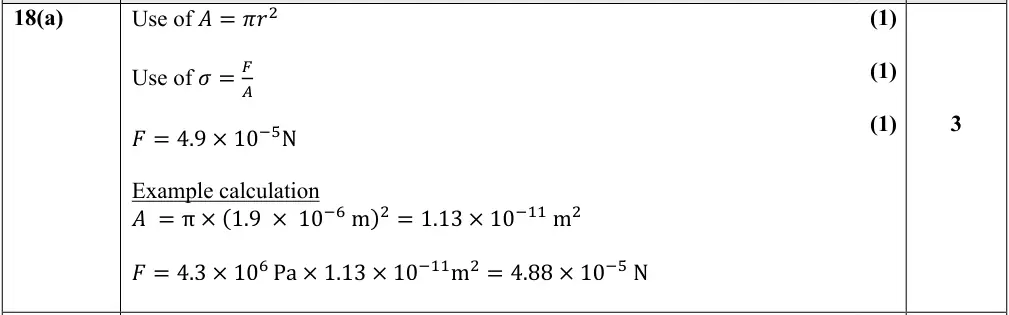 18(a)
Use of 𝐴 = 𝜋𝑟² (1)
Use of 𝜎 = 𝐹/𝐴 (1)
𝐹 = 4.9 × 10⁻⁵N (1) 3
Example calculation
𝐴 = π × (1.9 × 10⁻⁶ m)² = 1.13 × 10⁻¹¹ m²
𝐹 = 4.3 × 10⁶ Pa × 1.13 × 10⁻¹¹m² = 4.88 × 10⁻⁵ N